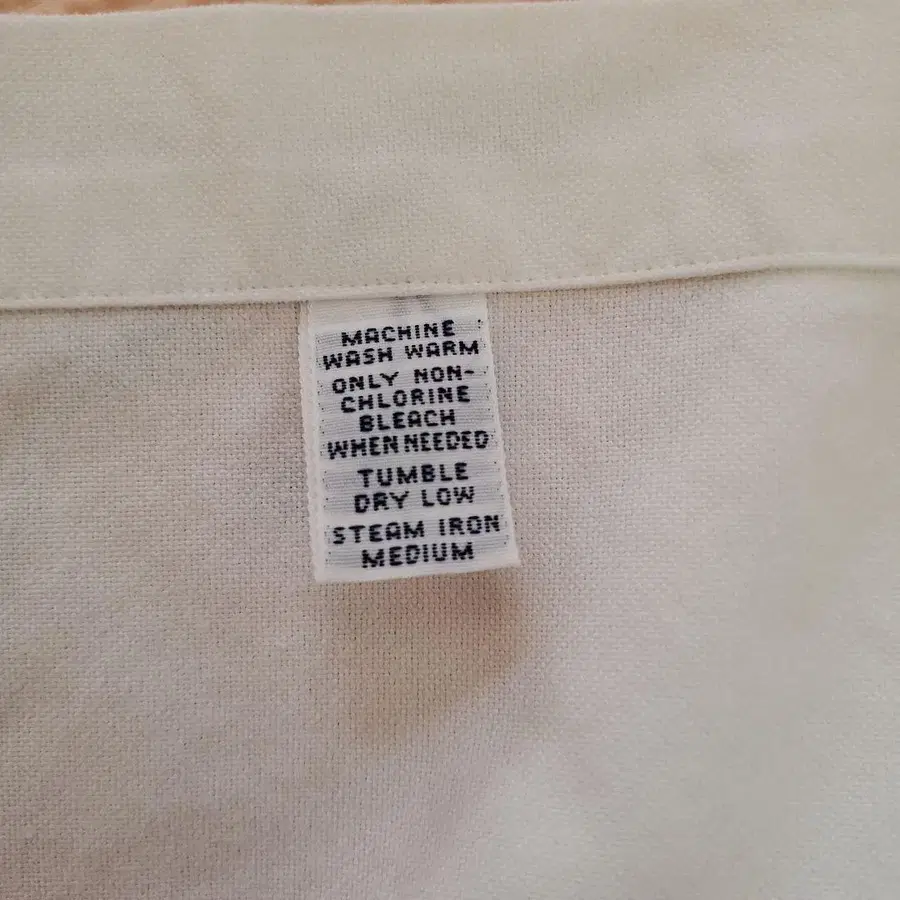 MACHINE
WASH WARM
ONLY NON-
CHLORINE
BLEACH
WHEN NEEDED
TUMBLE
DRY LOW
STEAM IRON
MEDIUM